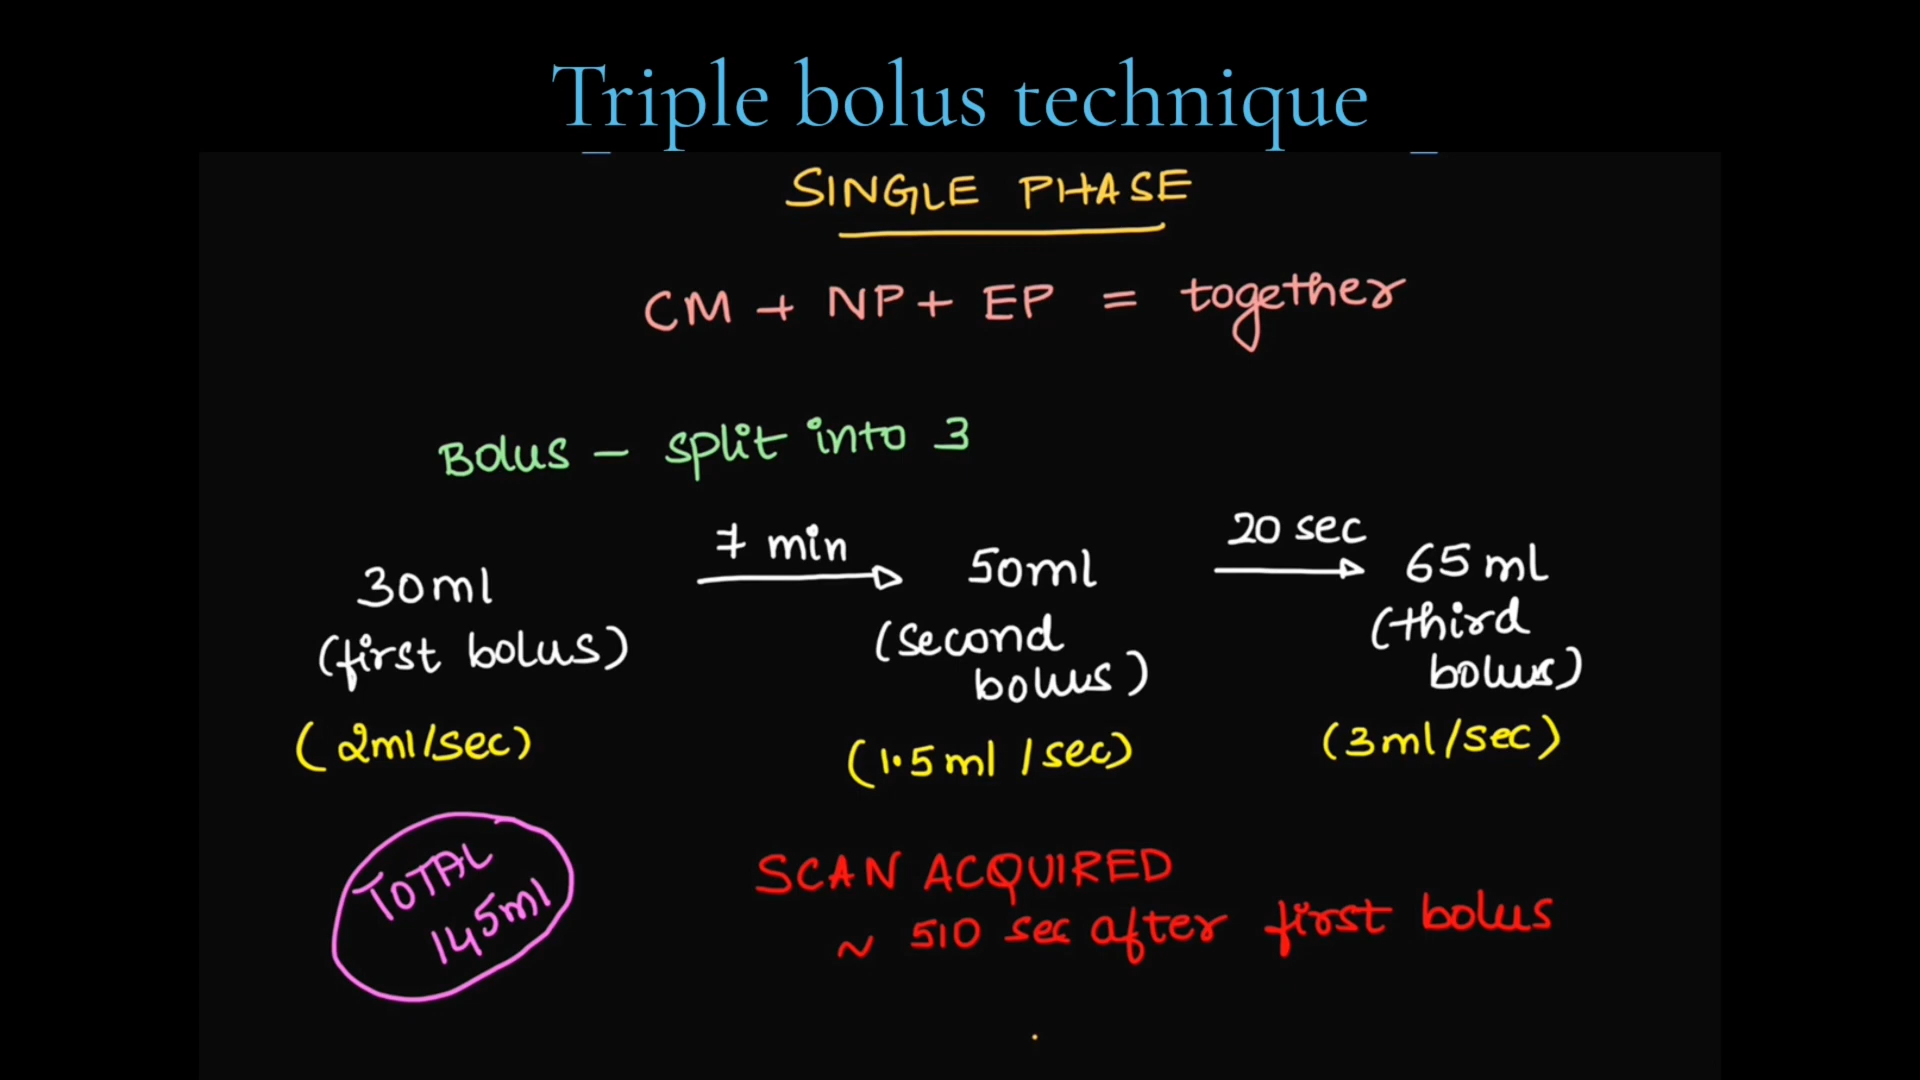 Triple bolus technique
SINGLE PHASE
CM + NP + EP = together
Bolus - split into 3
7 min
20 sec
30ml
50ml
65 ml
(first bolus)
(second
bolus)
(third
bolus)
(2ml/sec)
(1.5ml/sec)
(3ml/sec)
TOTAL
145ml
SCAN ACQUIRED
~ 510 sec after first bolus